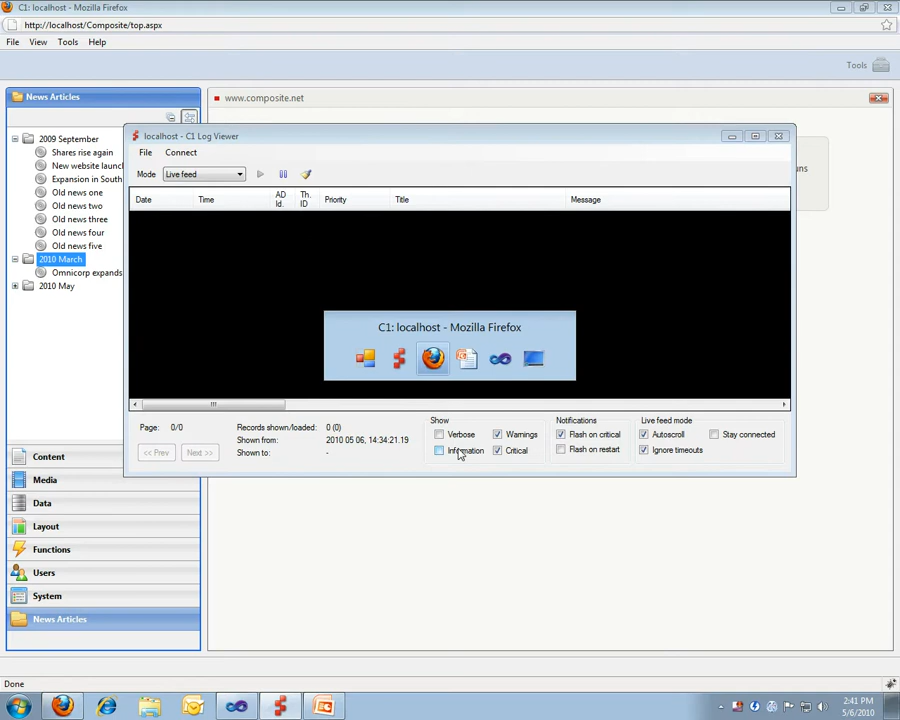 C1: localhost - Mozilla Firefox
http://localhost/Composite/top.aspx
File View Tools Help
Tools
News Articles
www.composite.net
2009 September
Shares rise again
New website launc
Expansion in South
Old news one
Old news two
Old news three
Old news four
Old news five
2010 March
Omnicorp expands
2010 May
localhost - C1 Log Viewer
File Connect
Mode Live feed
Date Time AD Id. Th. ID Priority Title Message
C1: localhost - Mozilla Firefox
Page: 0/0
<< Prev Next >>
Records shown/loaded: 0 (0)
Shown from: 2010 05 06, 14:34:21.19
Shown to: -
Show
Verbose Warnings
Information Critical
Notifications
Flash on critical
Flash on restart
Live feed mode
Autoscroll Stay connected
Ignore timeouts
Content
Media
Data
Layout
Functions
Users
System
News Articles
Done
2:41 PM
5/6/2010